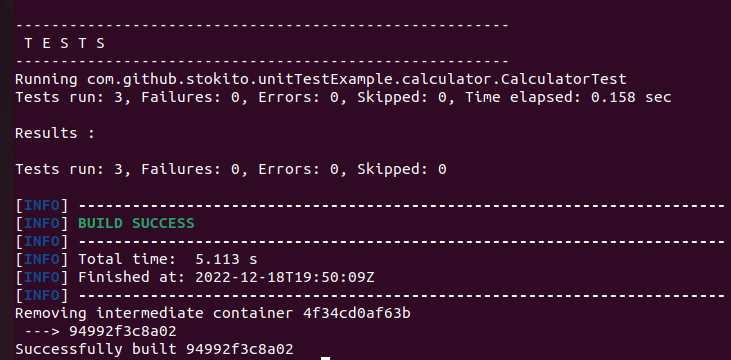 -------------------------------------------------------
 T E S T S
-------------------------------------------------------
Running com.github.stokito.unitTestExample.calculator.CalculatorTest
Tests run: 3, Failures: 0, Errors: 0, Skipped: 0, Time elapsed: 0.158 sec

Results :

Tests run: 3, Failures: 0, Errors: 0, Skipped: 0

[INFO] ------------------------------------------------------------------------
[INFO] BUILD SUCCESS
[INFO] ------------------------------------------------------------------------
[INFO] Total time:  5.113 s
[INFO] Finished at: 2022-12-18T19:50:09Z
[INFO] ------------------------------------------------------------------------
Removing intermediate container 4f34cd0af63b
 ---> 94992f3c8a02
Successfully built 94992f3c8a02